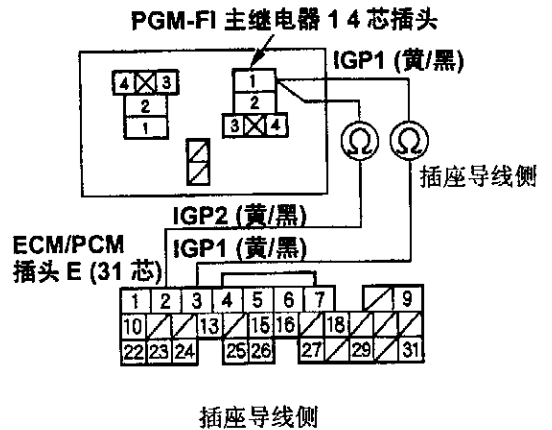 PGM-FI 主继电器 1 4 芯插头
IGP1 (黄/黑)
4 3
2
1
1
2
3 4
Ω Ω
插座导线侧
IGP2 (黄/黑)
IGP1 (黄/黑)
ECM/PCM
插头 E (31 芯)
1 2 3 4 5 6 7 9
10 13 15 16 18
22 23 24 25 26 27 29 31
插座导线侧